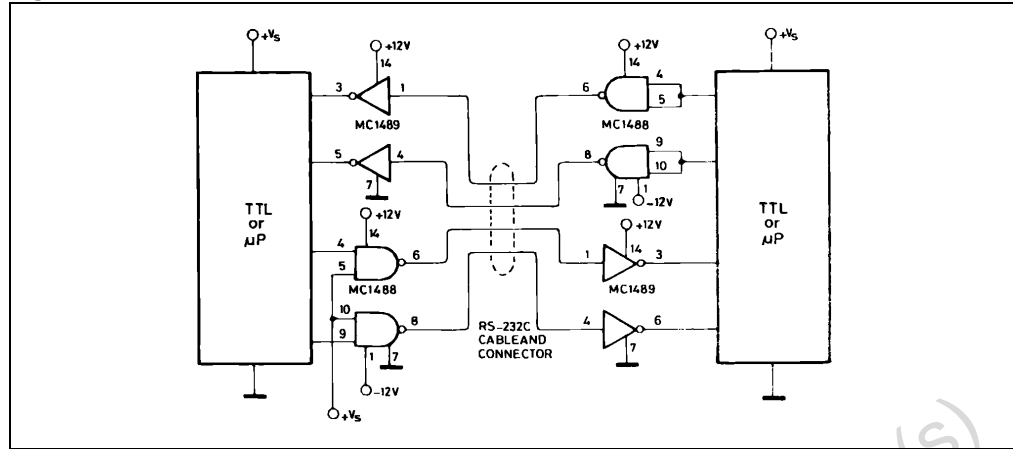 +Vs
+12V
14
3
1
MC1489
5
4
7
TTL
or
µP
+12V
14
4
6
5
MC1488
10
8
9
1
7
-12V
+Vs
RS-232C
CABLEAND
CONNECTOR
+12V
14
4
6
5
MC1488
9
8
10
7
1
-12V
+12V
14
1
3
MC1489
4
6
7
+Vs
TTL
or
µP
(s)